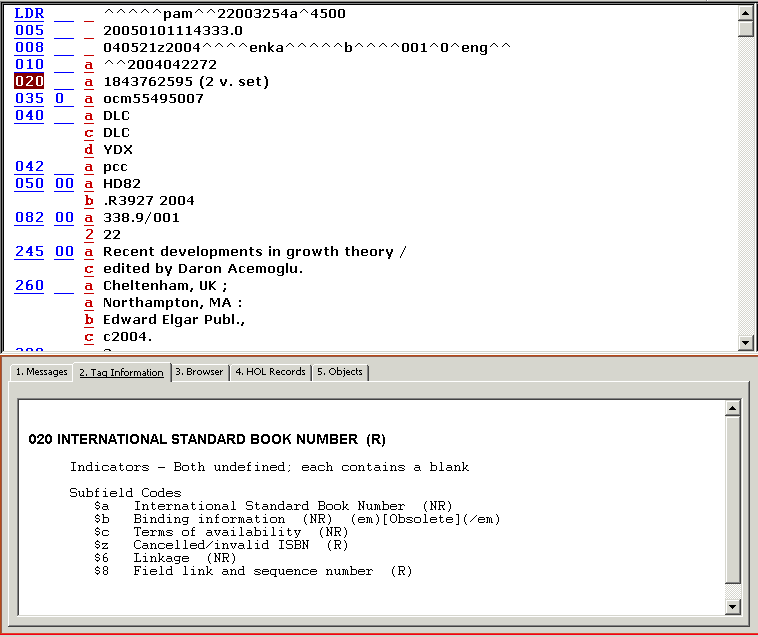 LDR __ _ ^^^^^pam^^22003254a^4500
005 __ _ 20050101114333.0
008 __ _ 040521z2004^^^^enka^^^^^b^^^^001^0^eng^^
010 __ a ^^2004042272
020 __ a 1843762595 (2 v. set)
035 0_ a ocm55495007
040 __ a DLC
c DLC
d YDX
042 __ a pcc
050 00 a HD82
b .R3927 2004
082 00 a 338.9/001
2 22
245 00 a Recent developments in growth theory /
c edited by Daron Acemoglu.
260 __ a Cheltenham, UK ;
a Northampton, MA :
b Edward Elgar Publ.,
c c2004.
1. Messages 2. Tag Information 3. Browser 4. HOL Records 5. Objects
020 INTERNATIONAL STANDARD BOOK NUMBER (R)
Indicators - Both undefined; each contains a blank
Subfield Codes
$a International Standard Book Number (NR)
$b Binding information (NR) (em)[Obsolete](/em)
$c Terms of availability (NR)
$z Cancelled/invalid ISBN (R)
$6 Linkage (NR)
$8 Field link and sequence number (R)